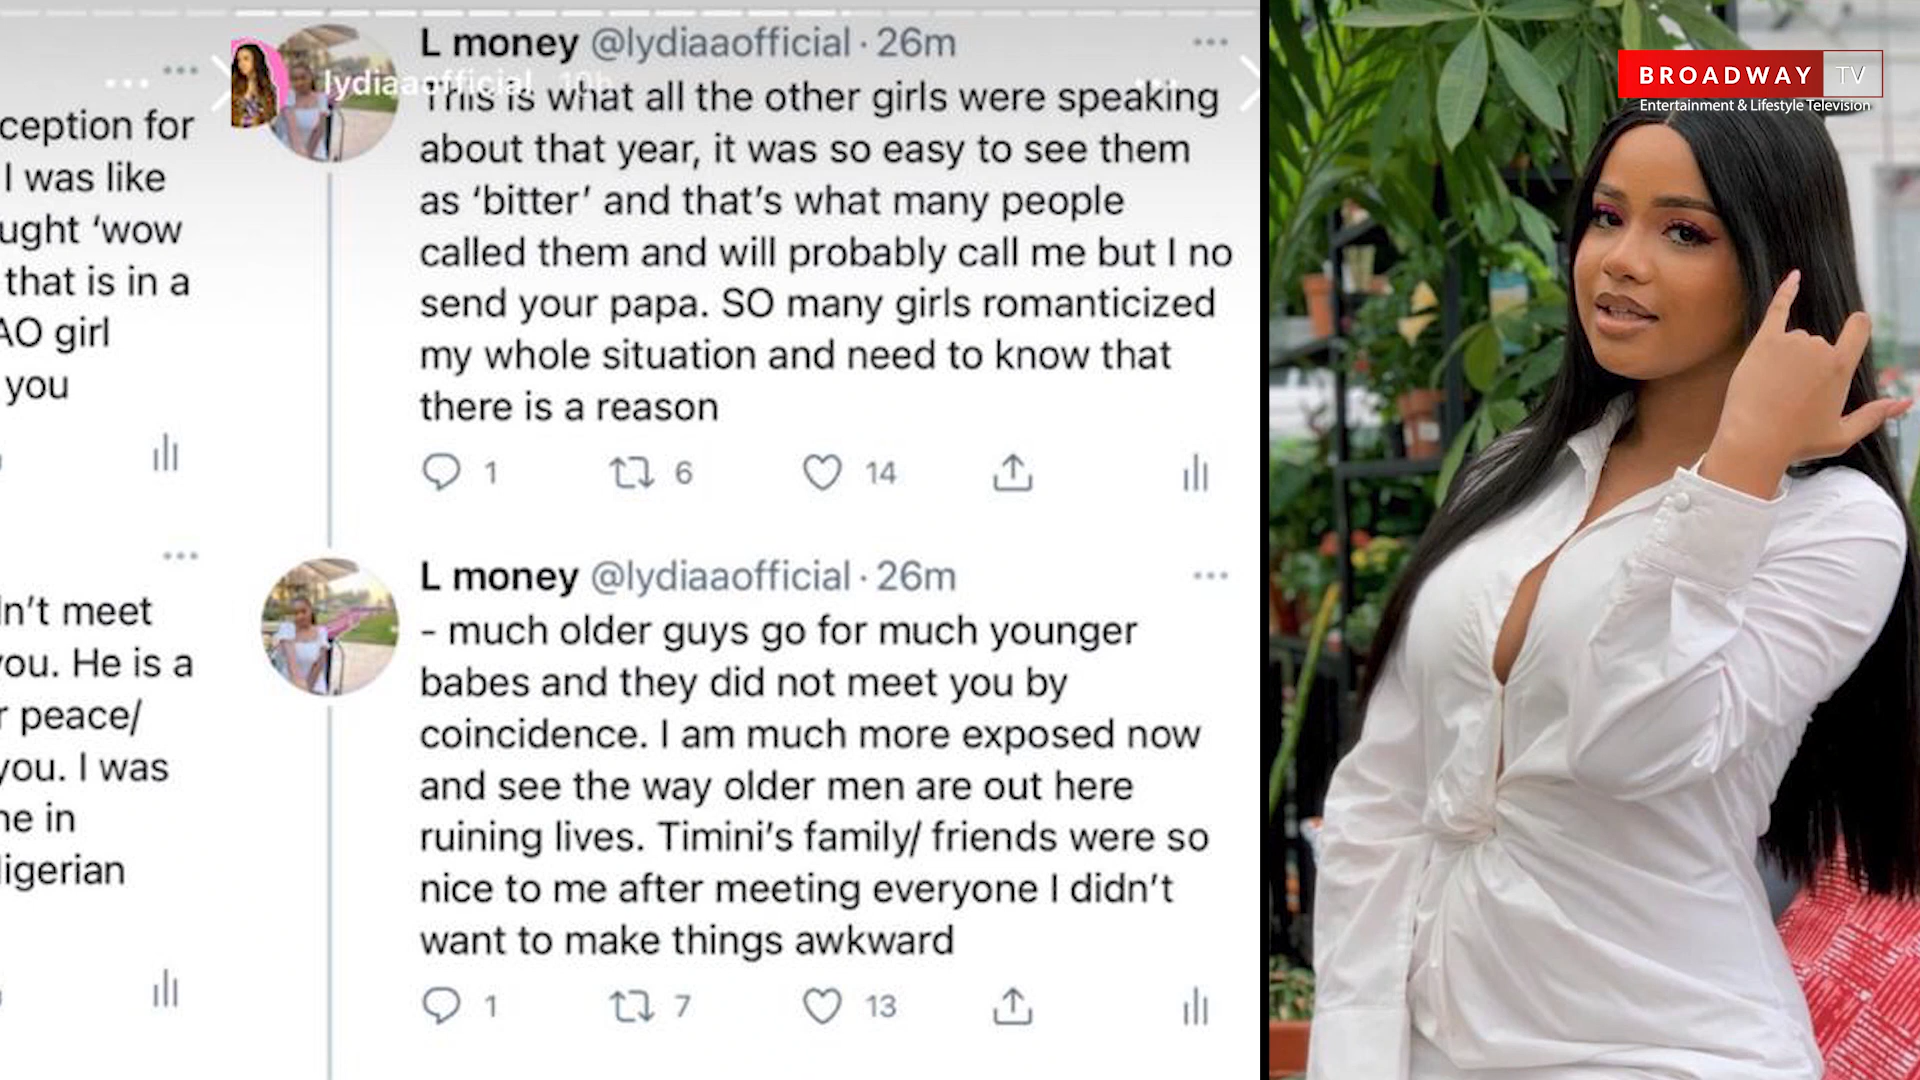 ception for
I was like
ught ‘wow
that is in a
AO girl
you
n’t meet
you. He is a
r peace/
you. I was
ne in
ligerian
lydiaaofficial 10h
L money @lydiaaofficial · 26m
This is what all the other girls were speaking
about that year, it was so easy to see them
as ‘bitter’ and that’s what many people
called them and will probably call me but I no
send your papa. SO many girls romanticized
my whole situation and need to know that
there is a reason
1 6 14
L money @lydiaaofficial · 26m
- much older guys go for much younger
babes and they did not meet you by
coincidence. I am much more exposed now
and see the way older men are out here
ruining lives. Timini’s family/ friends were so
nice to me after meeting everyone I didn’t
want to make things awkward
1 7 13
BROADWAY TV
Entertainment & Lifestyle Television